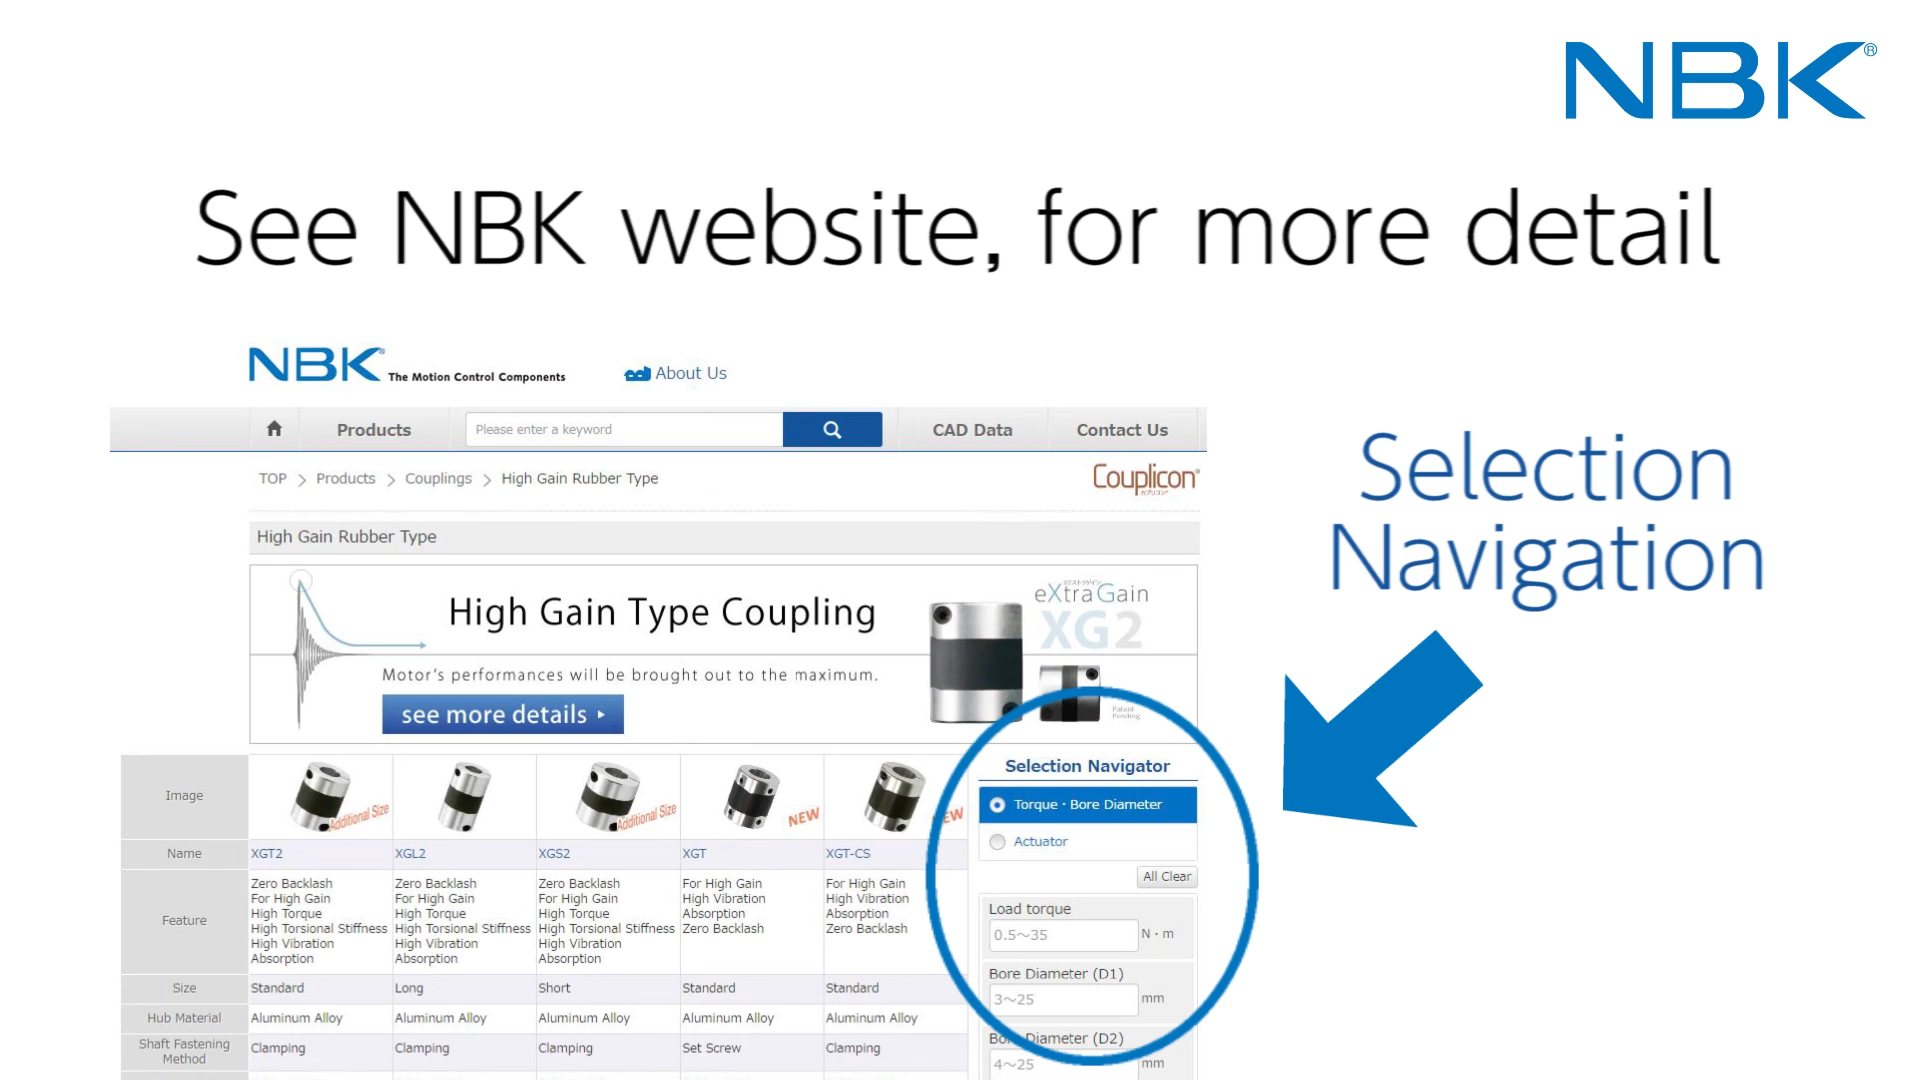 NBK®
See NBK website, for more detail
NBK® The Motion Control Components
About Us
Products
Please enter a keyword
CAD Data
Contact Us
TOP > Products > Couplings > High Gain Rubber Type
Couplicon®
High Gain Rubber Type
High Gain Type Coupling
eXtraGain
XG2
Motor's performances will be brought out to the maximum.
see more details
Patent
Pending
Selection
Navigation
Image
Additional Size
Additional Size
NEW
EW
Name XGT2 XGL2 XGS2 XGT XGT-CS
Feature
Zero Backlash
For High Gain
High Torque
High Torsional Stiffness
High Vibration
Absorption
Zero Backlash
For High Gain
High Torque
High Torsional Stiffness
High Vibration
Absorption
Zero Backlash
For High Gain
High Torque
High Torsional Stiffness
High Vibration
Absorption
For High Gain
High Vibration
Absorption
Zero Backlash
For High Gain
High Vibration
Absorption
Zero Backlash
Size Standard Long Short Standard Standard
Hub Material Aluminum Alloy Aluminum Alloy Aluminum Alloy Aluminum Alloy Aluminum Alloy
Shaft Fastening
Method
Clamping Clamping Clamping Set Screw Clamping
Selection Navigator
Torque・Bore Diameter
Actuator
All Clear
Load torque
0.5～35 N・m
Bore Diameter (D1)
3～25 mm
Bore Diameter (D2)
4～25 mm